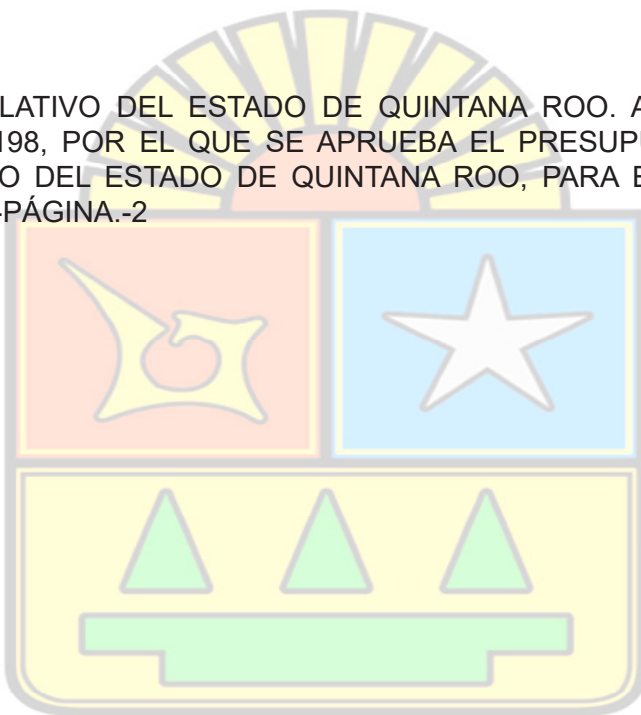 LATIVO DEL ESTADO DE QUINTANA ROO. A
198, POR EL QUE SE APRUEBA EL PRESUP
O DEL ESTADO DE QUINTANA ROO, PARA E
-PÁGINA.-2